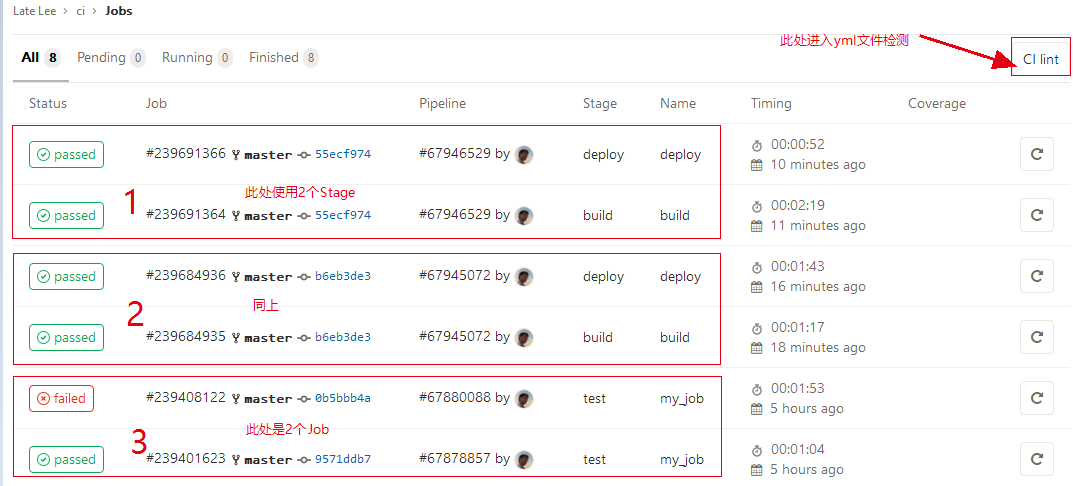 Late Lee > ci > Jobs
All 8 Pending 0 Running 0 Finished 8
此处进入yml文件检测
CI lint
Status Job Pipeline Stage Name Timing Coverage
passed #239691366 master 55ecf974 #67946529 by deploy deploy 00:00:52
10 minutes ago
1 此处使用2个Stage
passed #239691364 master 55ecf974 #67946529 by build build 00:02:19
11 minutes ago
passed #239684936 master b6eb3de3 #67945072 by deploy deploy 00:01:43
16 minutes ago
2 同上
passed #239684935 master b6eb3de3 #67945072 by build build 00:01:17
18 minutes ago
failed #239408122 master 0b5bbb4a #67880088 by test my_job 00:01:53
5 hours ago
3 此处是2个Job
passed #239401623 master 9571ddb7 #67878857 by test my_job 00:01:04
5 hours ago